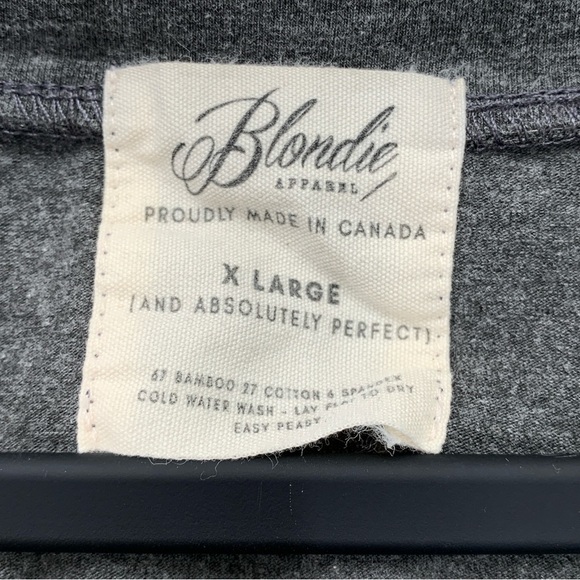 Blondie
APPAREL
PROUDLY MADE IN CANADA
X LARGE
(AND ABSOLUTELY PERFECT)
67 BAMBOO 27 COTTON 6 SPANDEX
COLD WATER WASH - LAY FLAT TO DRY
EASY PEASY